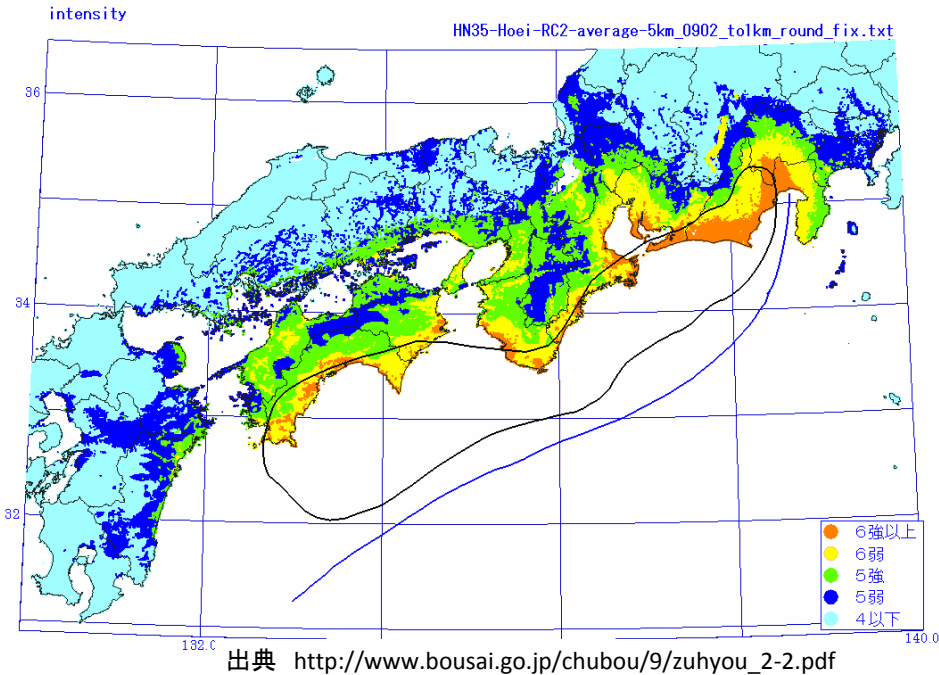 intensity
HN35-Hoei-RC2-average-5km_0902_to1km_round_fix.txt
36
34
32
132.0
140.0
６強以上
６弱
５強
５弱
４以下
出典 http://www.bousai.go.jp/chubou/9/zuhyou_2-2.pdf